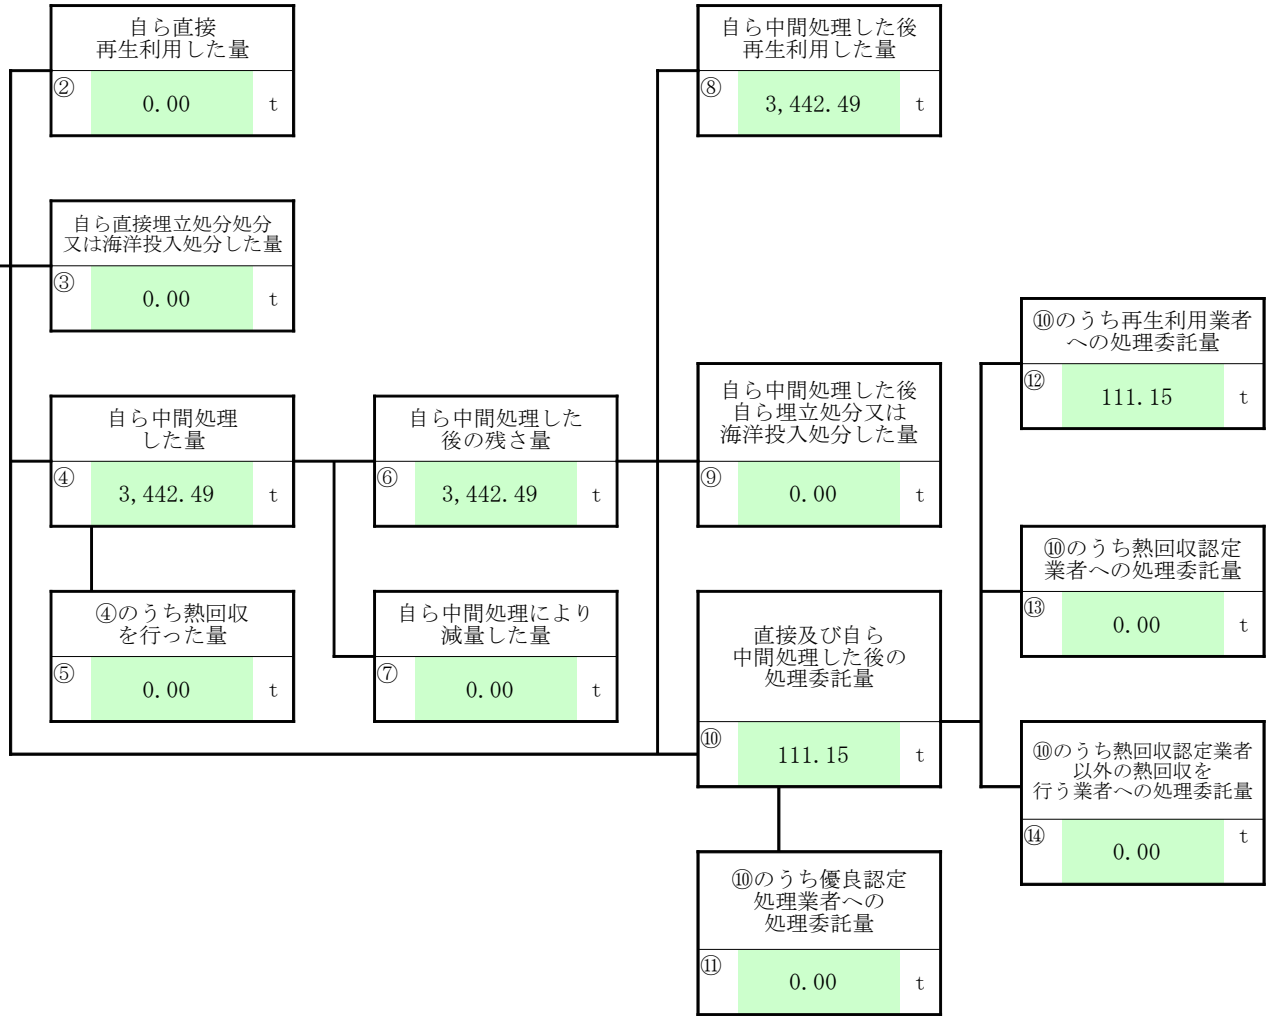 自ら直接
再生利用した量
② 0.00 t
自ら中間処理した後
再生利用した量
⑧ 3,442.49 t
自ら直接埋立処分処分
又は海洋投入処分した量
③ 0.00 t
⑩のうち再生利用業者
への処理委託量
⑫ 111.15 t
自ら中間処理
した量
④ 3,442.49 t
自ら中間処理した
後の残さ量
⑥ 3,442.49 t
自ら中間処理した後
自ら埋立処分又は
海洋投入処分した量
⑨ 0.00 t
⑩のうち熱回収認定
業者への処理委託量
⑬ 0.00 t
④のうち熱回収
を行った量
⑤ 0.00 t
自ら中間処理により
減量した量
⑦ 0.00 t
直接及び自ら
中間処理した後の
処理委託量
⑩ 111.15 t
⑩のうち熱回収認定業者
以外の熱回収を
行う業者への処理委託量
⑭ 0.00 t
⑩のうち優良認定
処理業者への
処理委託量
⑪ 0.00 t